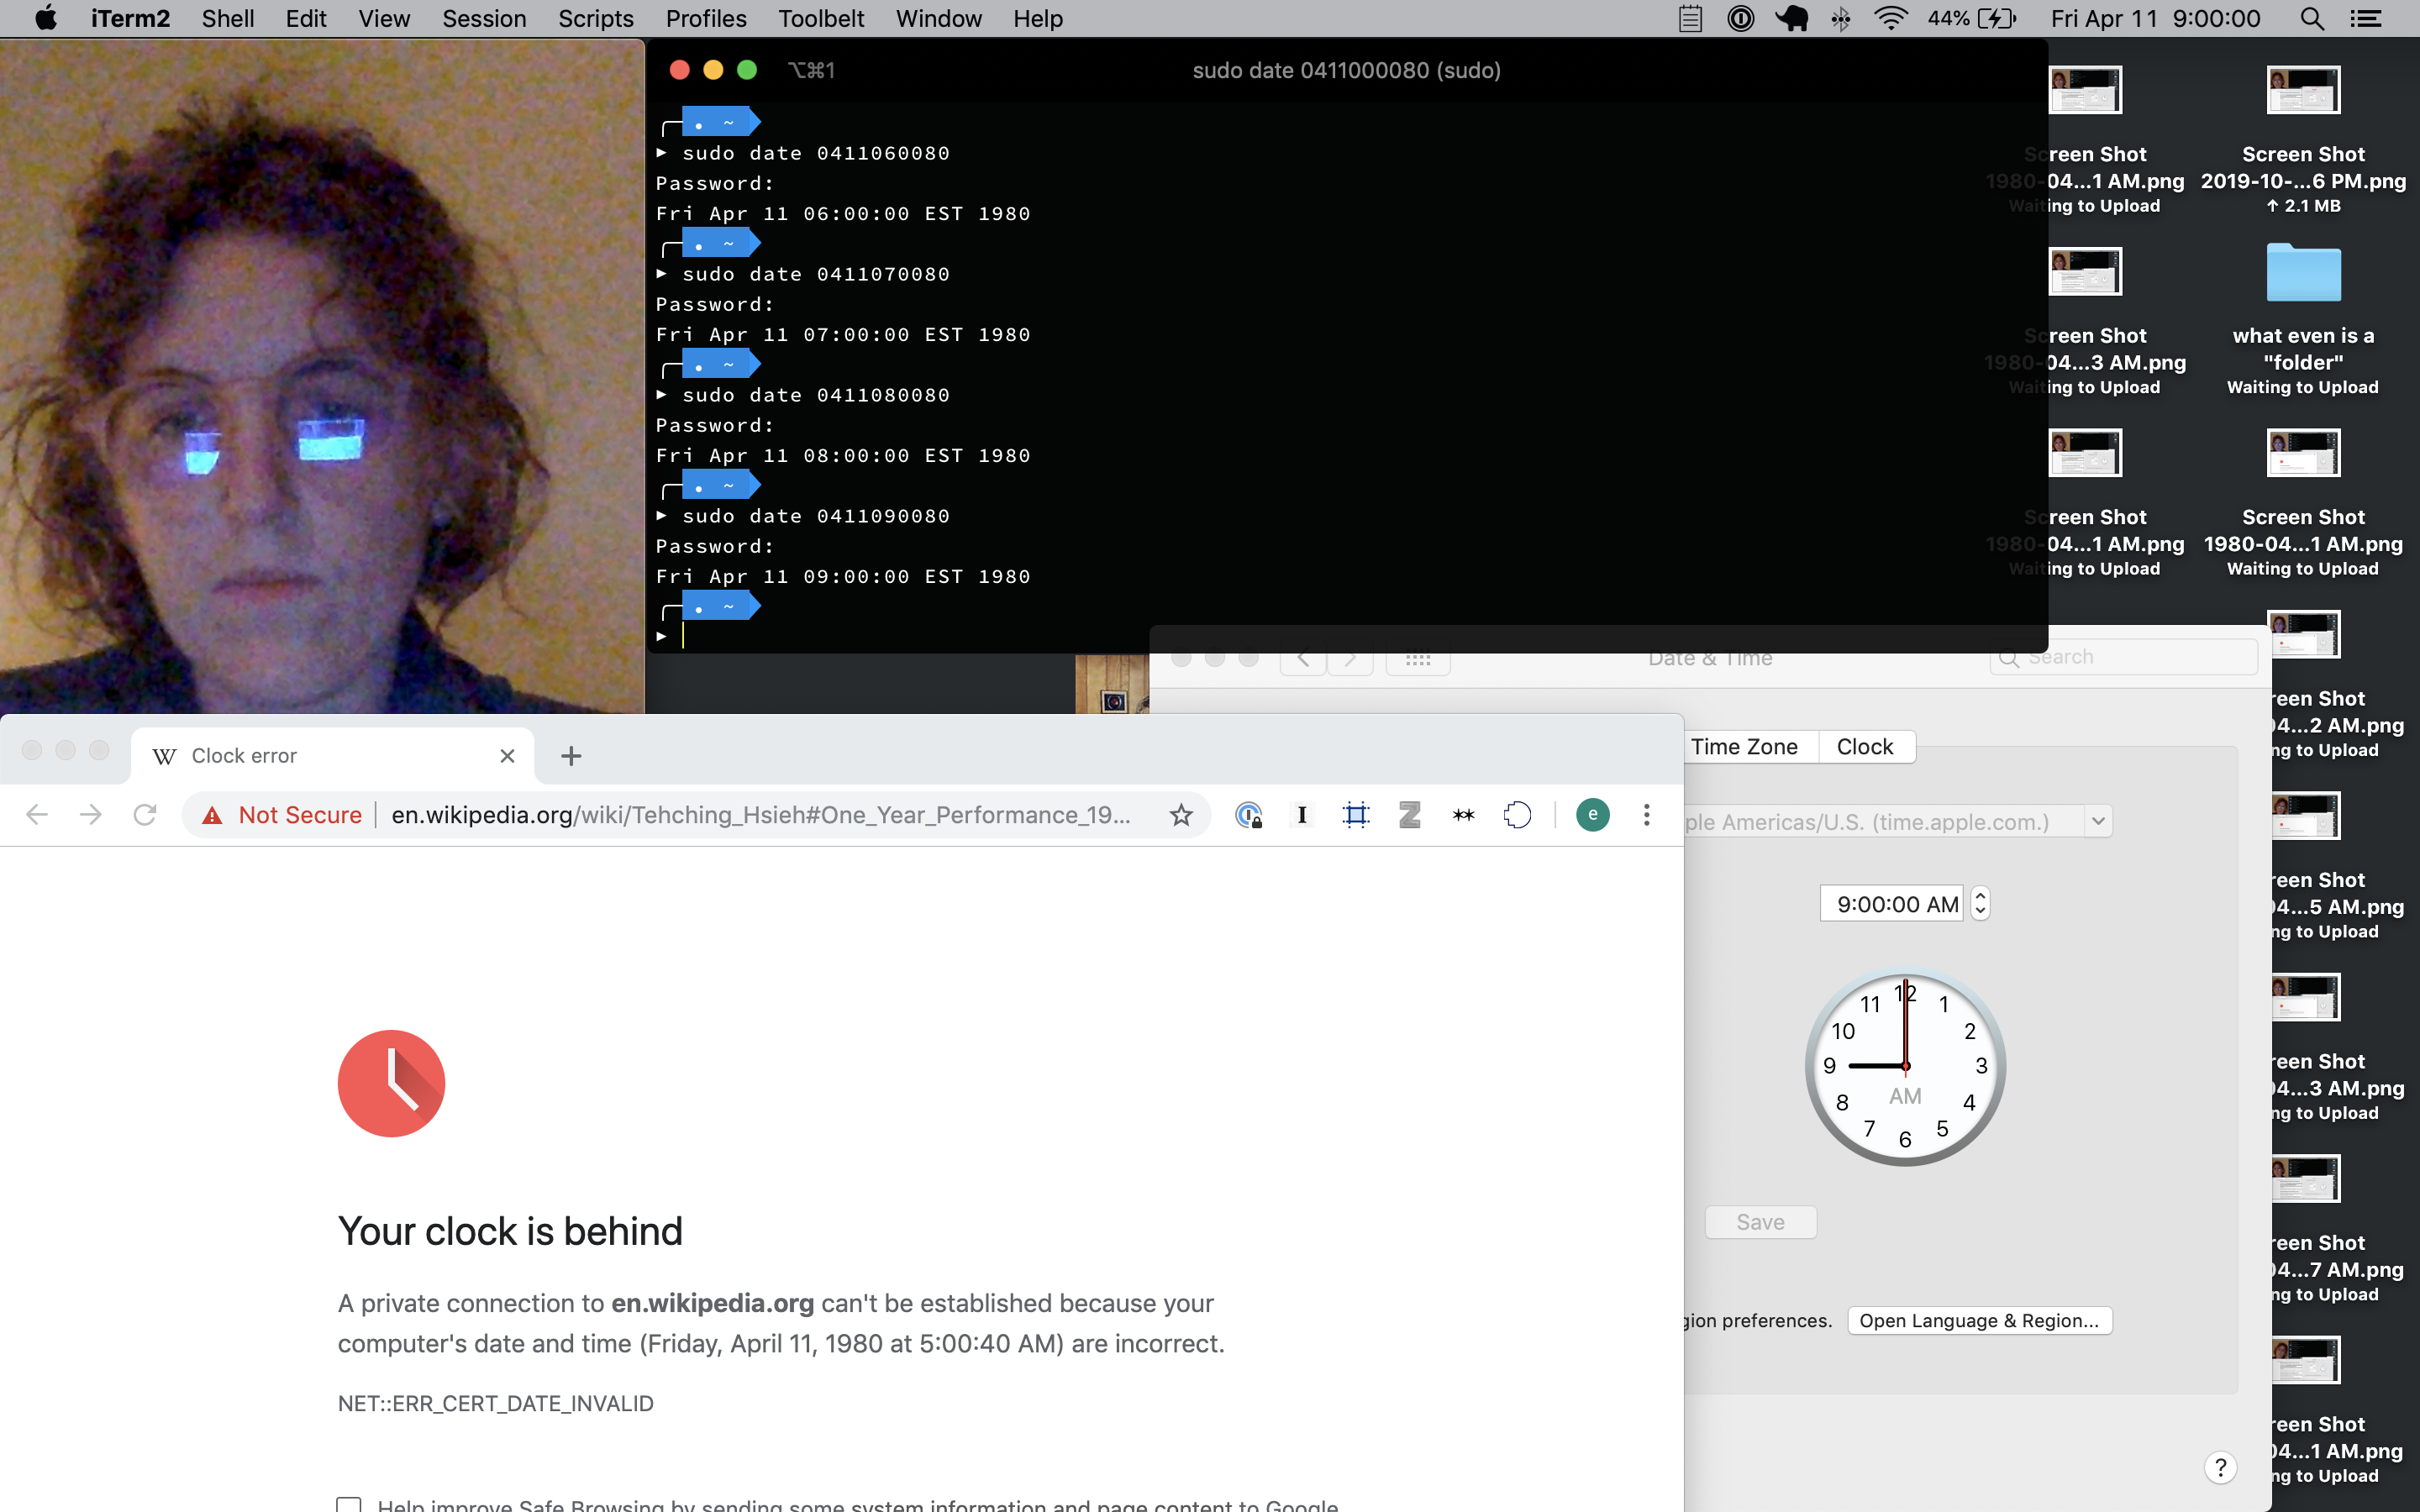 iTerm2 Shell Edit View Session Scripts Profiles Toolbelt Window Help 44% Fri Apr 11 9:00:00
⌥⌘1 sudo date 0411000080 (sudo)
. ~
▸ sudo date 0411060080
Password:
Fri Apr 11 06:00:00 EST 1980
. ~
▸ sudo date 0411070080
Password:
Fri Apr 11 07:00:00 EST 1980
. ~
▸ sudo date 0411080080
Password:
Fri Apr 11 08:00:00 EST 1980
. ~
▸ sudo date 0411090080
Password:
Fri Apr 11 09:00:00 EST 1980
. ~
▸
Screen Shot
1980-04...1 AM.png
Waiting to Upload
Screen Shot
2019-10-...6 PM.png
↑ 2.1 MB
Screen Shot
1980-04...3 AM.png
Waiting to Upload
what even is a
"folder"
Waiting to Upload
Screen Shot
1980-04...1 AM.png
Waiting to Upload
Screen Shot
1980-04...1 AM.png
Waiting to Upload
reen Shot
04...2 AM.png
ng to Upload
reen Shot
04...5 AM.png
ng to Upload
reen Shot
04...3 AM.png
ng to Upload
reen Shot
04...7 AM.png
ng to Upload
reen Shot
04...1 AM.png
ng to Upload
Date & Time Search
Time Zone Clock
ple Americas/U.S. (time.apple.com.)
9:00:00 AM
12 1 2 3 4 5 6 7 8 9 10 11
AM
Save
gion preferences. Open Language & Region...
?
W Clock error
Not Secure en.wikipedia.org/wiki/Tehching_Hsieh#One_Year_Performance_19... I Z ** e
Your clock is behind
A private connection to en.wikipedia.org can't be established because your
computer's date and time (Friday, April 11, 1980 at 5:00:40 AM) are incorrect.
NET::ERR_CERT_DATE_INVALID
Help improve Safe Browsing by sending some system information and page content to Google